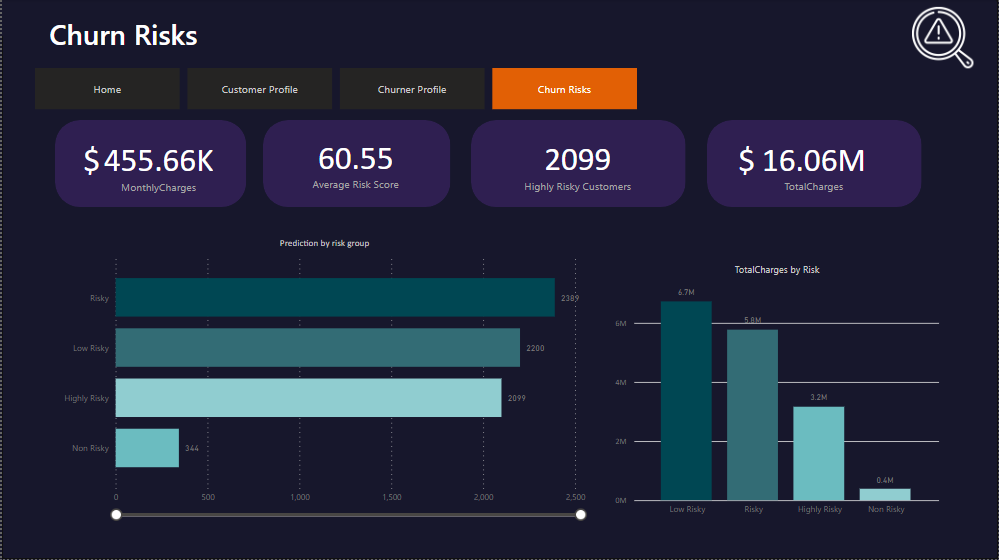 Churn Risks
Home
Customer Profile
Churner Profile
Churn Risks
$ 455.66K
MonthlyCharges
60.55
Average Risk Score
2099
Highly Risky Customers
$ 16.06M
TotalCharges
Prediction by risk group
Risky
2389
Low Risky
2200
Highly Risky
2099
Non Risky
344
0
500
1,000
1,500
2,000
2,500
TotalCharges by Risk
6M
4M
2M
0M
6.7M
5.8M
3.2M
0.4M
Low Risky
Risky
Highly Risky
Non Risky